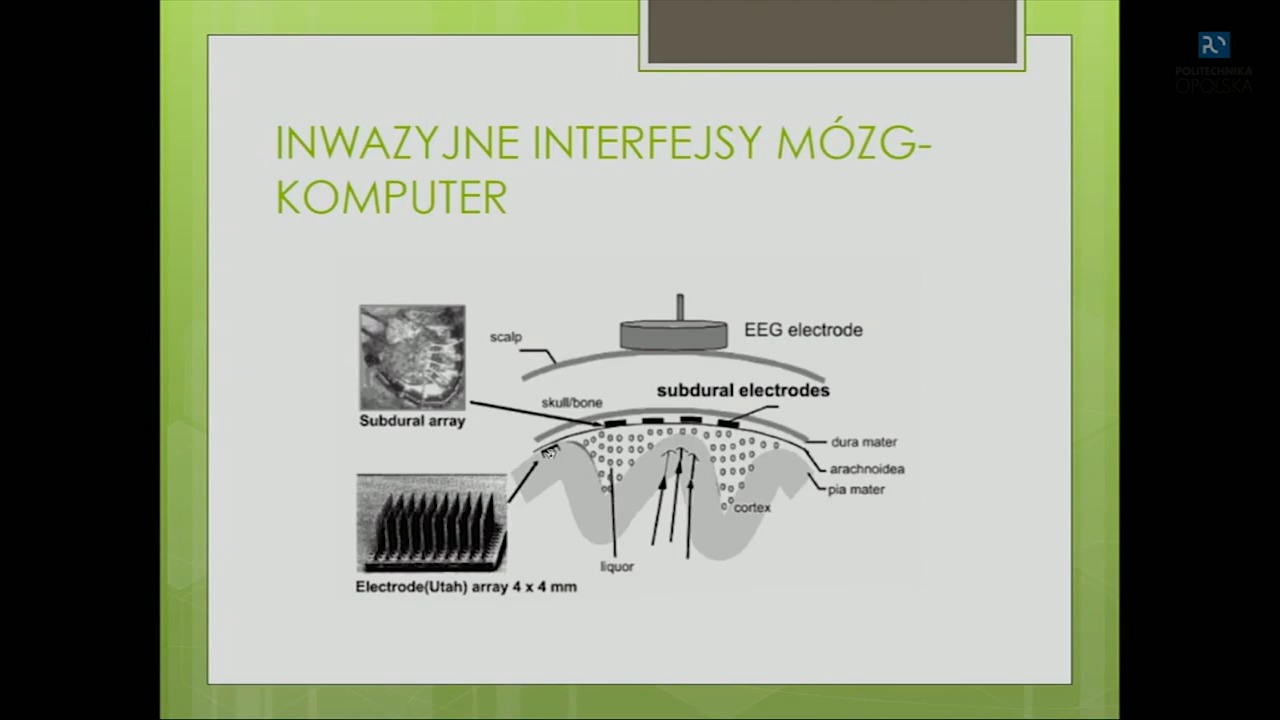 POLITECHNIKA
OPOLSKA
INWAZYJNE INTERFEJSY MÓZG-
KOMPUTER
scalp
EEG electrode
subdural electrodes
skull/bone
Subdural array
dura mater
arachnoidea
pia mater
cortex
liquor
Electrode(Utah) array 4 x 4 mm